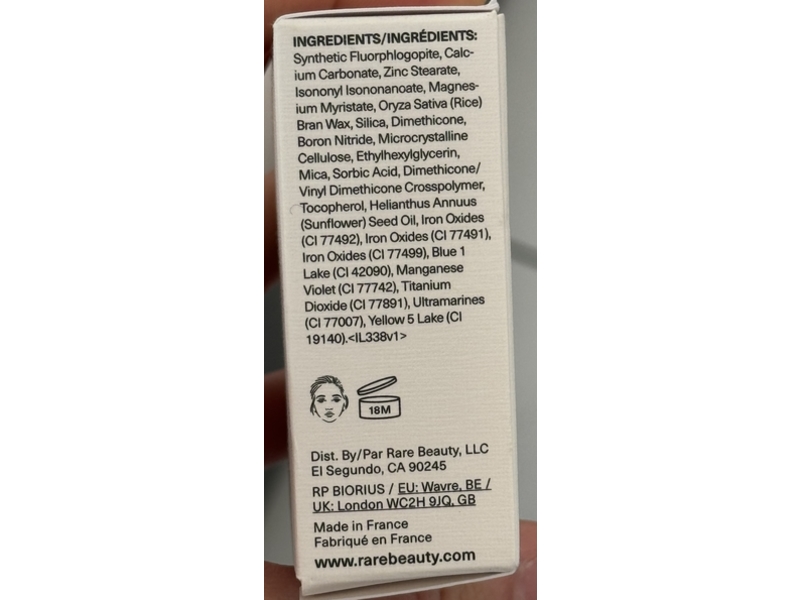 INGREDIENTS/INGRÉDIENTS:
Synthetic Fluorphlogopite, Calc-
ium Carbonate, Zinc Stearate,
Isononyl Isononanoate, Magnes-
ium Myristate, Oryza Sativa (Rice)
Bran Wax, Silica, Dimethicone,
Boron Nitride, Microcrystalline
Cellulose, Ethylhexylglycerin,
Mica, Sorbic Acid, Dimethicone/
Vinyl Dimethicone Crosspolymer,
Tocopherol, Helianthus Annuus
(Sunflower) Seed Oil, Iron Oxides
(CI 77492), Iron Oxides (CI 77491),
Iron Oxides (CI 77499), Blue 1
Lake (CI 42090), Manganese
Violet (CI 77742), Titanium
Dioxide (CI 77891), Ultramarines
(CI 77007), Yellow 5 Lake (CI
19140).<IL338v1>
18M
Dist. By/Par Rare Beauty, LLC
El Segundo, CA 90245
RP BIORIUS / EU: Wavre, BE /
UK: London WC2H 9JQ, GB
Made in France
Fabriqué en France
www.rarebeauty.com